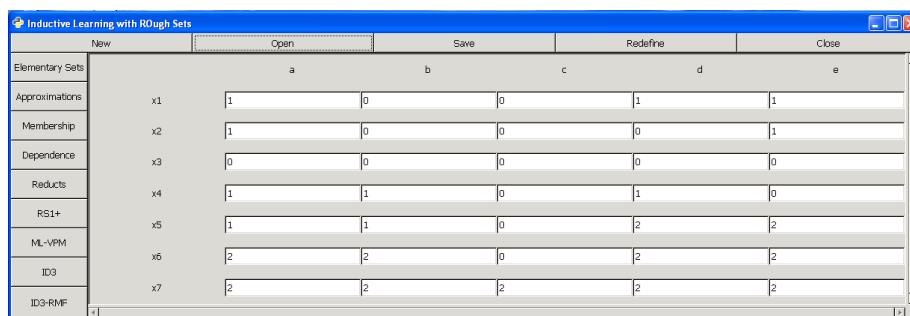 Inductive Learning with ROugh Sets
New Open Save Redefine Close
Elementary Sets a b c d e
Approximations x1 1 0 0 1 1
Membership x2 1 0 0 0 1
Dependence x3 0 0 0 0 0
Reducts x4 1 1 0 1 0
RS1+ x5 1 1 0 2 2
ML-VPM x6 2 2 0 2 2
ID3 x7 2 2 2 2 2
ID3-RMF